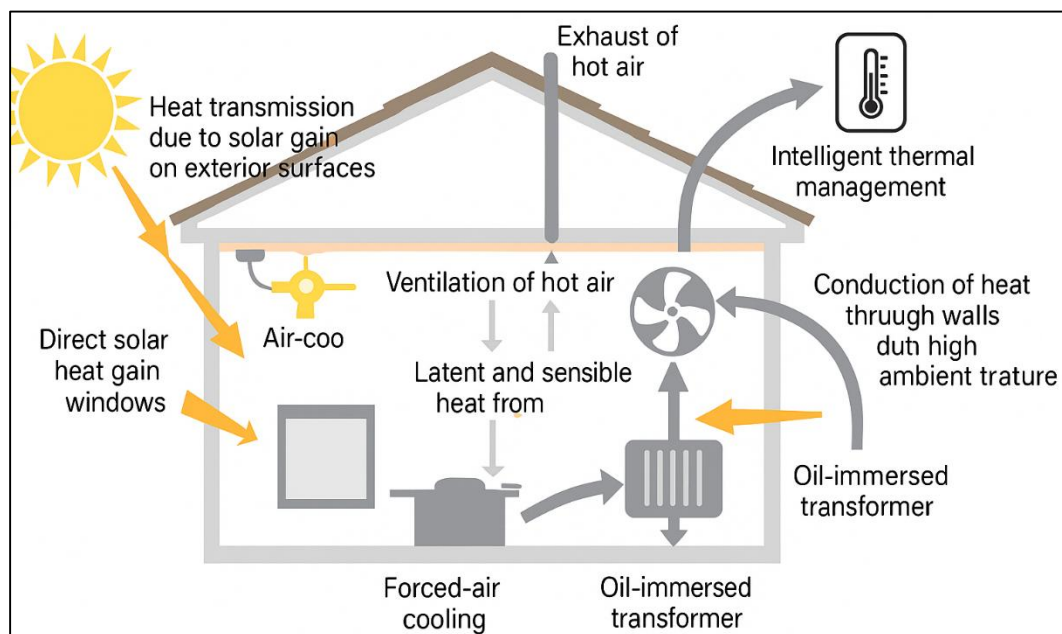 Exhaust of
hot air
Heat transmission
due to solar gain
on exterior surfaces
Intelligent thermal
management
Ventilation of hot air
Air-coo
Conduction of heat
thruugh walls
dutn high
ambient trature
Direct solar
heat gain
windows
Latent and sensible
heat from
Oil-immersed
transformer
Forced-air
cooling
Oil-immersed
transformer